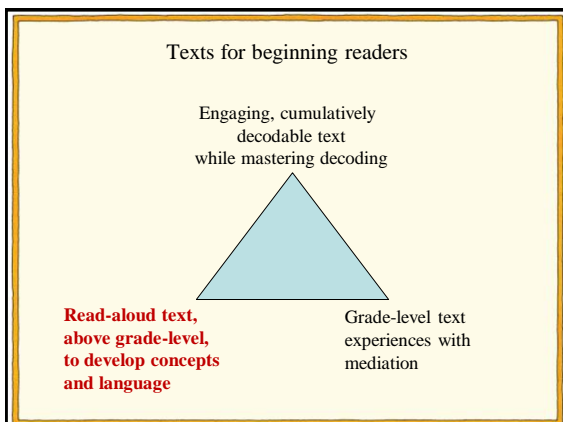 Texts for beginning readers
Engaging, cumulatively
decodable text
while mastering decoding
Read-aloud text,
above grade-level,
to develop concepts
and language
Grade-level text
experiences with
mediation